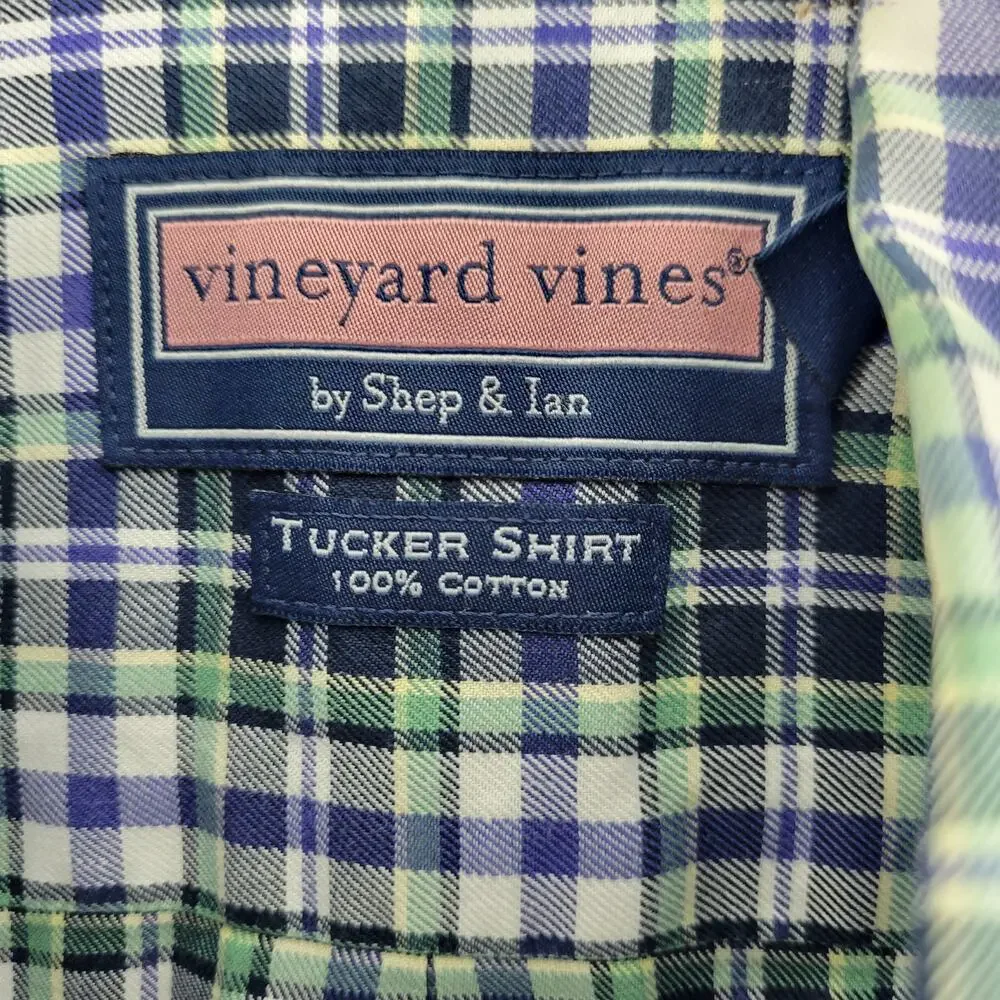 vineyard vines®
by Shep & Ian
TUCKER SHIRT
100% COTTON